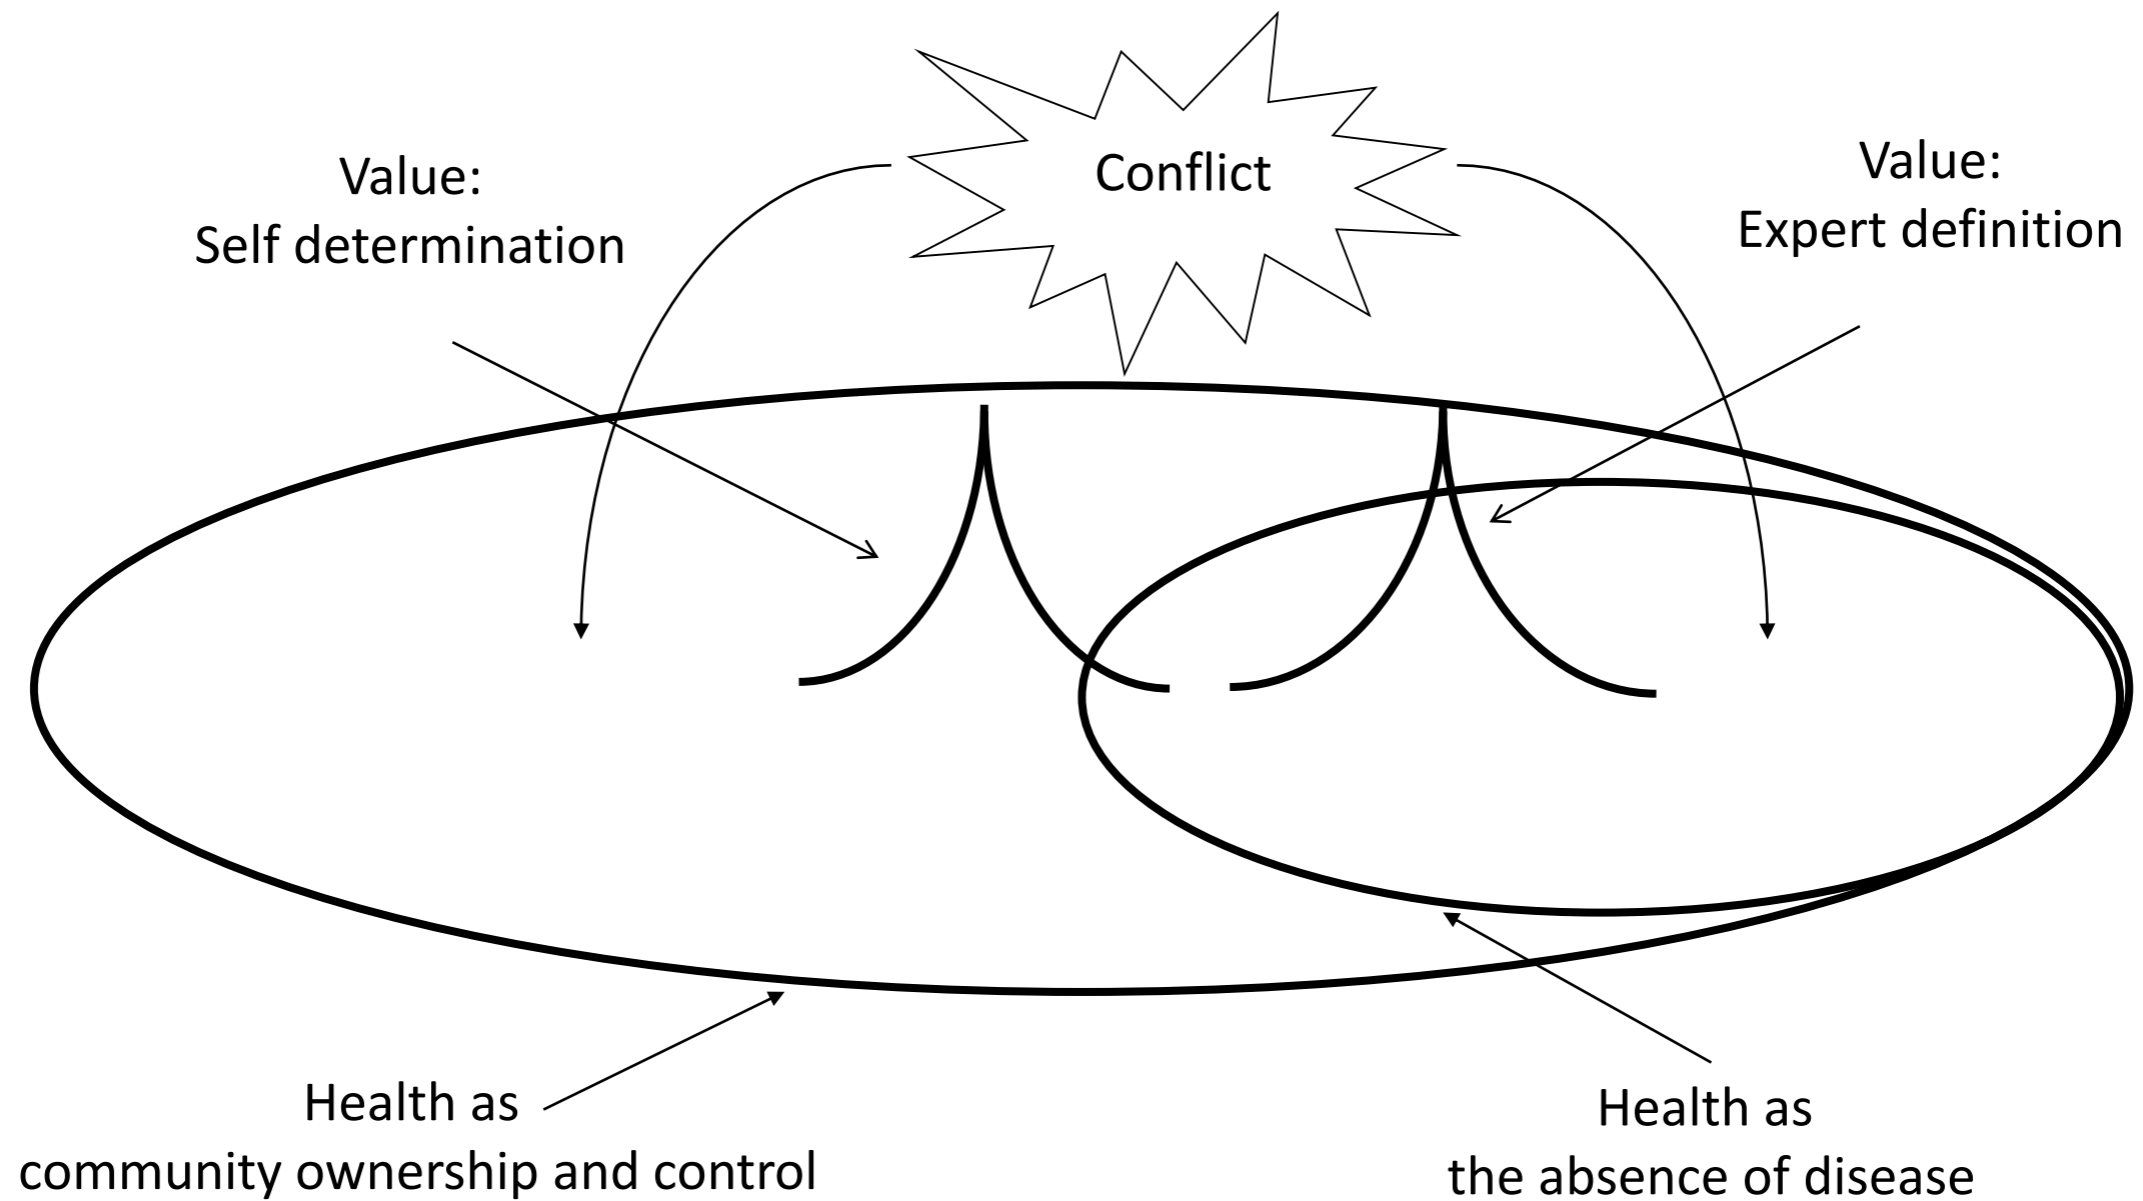 Conflict
Value:
Self determination
Value:
Expert definition
Health as
community ownership and control
Health as
the absence of disease